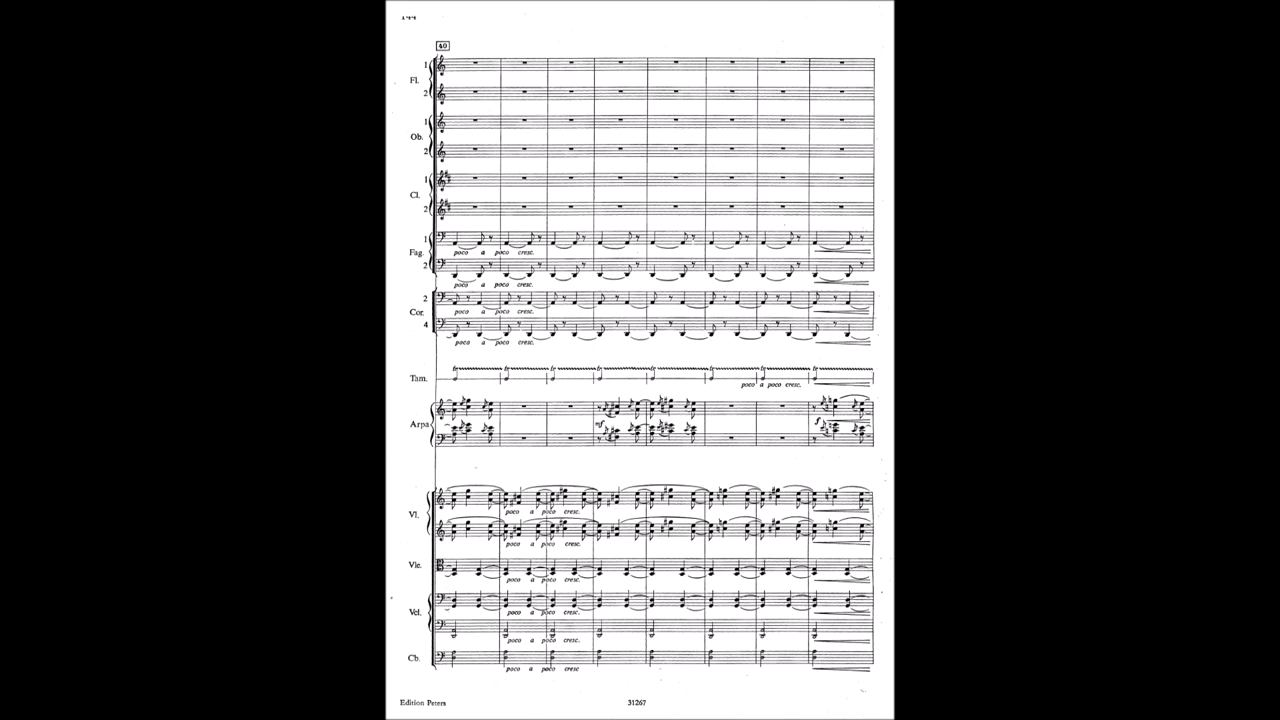 40
1
Fl.
2
1
Ob.
2
1
Cl.
2
1
poco a poco cresc.
Fag.
2
poco a poco cresc.
2
poco a poco cresc.
Cor.
4
poco a poco cresc.
Tam.
poco a poco cresc.
Arpa
mf
f
Vl.
poco a poco cresc.
poco a poco cresc.
Vle.
poco a poco cresc.
Vcl.
poco a poco cresc.
poco a poco cresc.
Cb.
poco a poco cresc
Edition Peters
31267